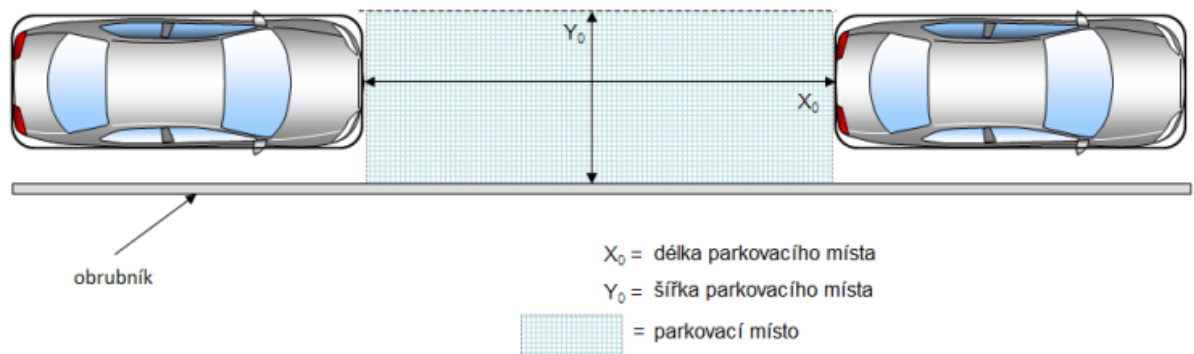 Y₀
X₀
obrubník
X₀ = délka parkovacího místa
Y₀ = šířka parkovacího místa
= parkovací místo